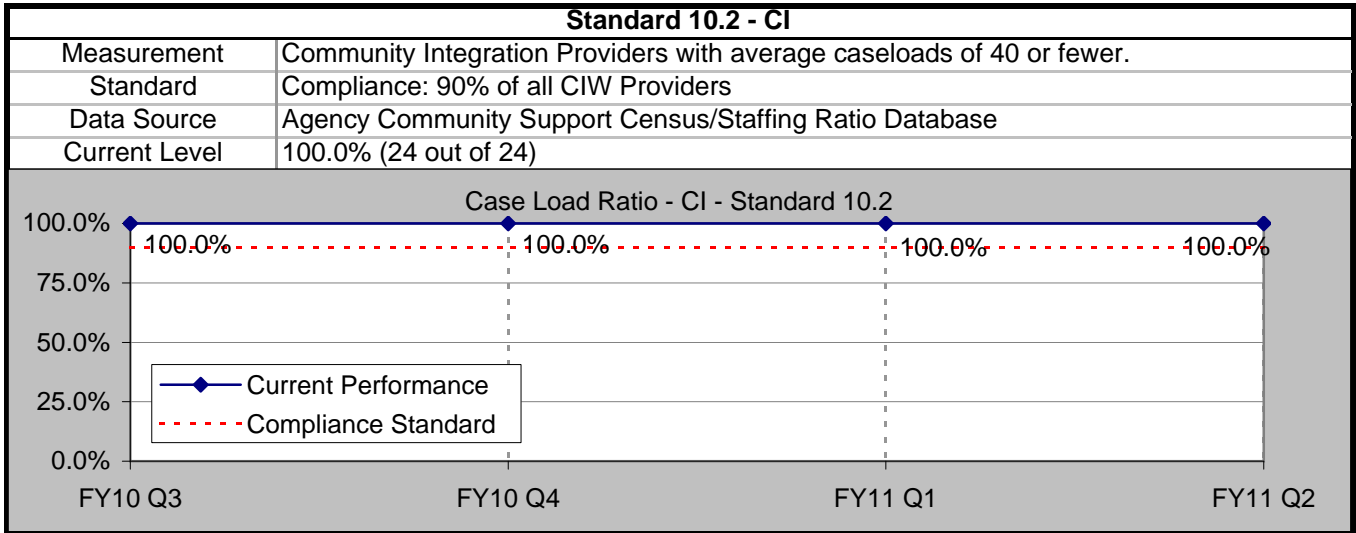 Standard 10.2 - CI
Measurement Community Integration Providers with average caseloads of 40 or fewer.
Standard Compliance: 90% of all CIW Providers
Data Source Agency Community Support Census/Staffing Ratio Database
Current Level 100.0% (24 out of 24)
Case Load Ratio - CI - Standard 10.2
100.0%
100.0% 100.0% 100.0% 100.0%
75.0%
50.0%
Current Performance
25.0%
Compliance Standard
0.0%
FY10 Q3 FY10 Q4 FY11 Q1 FY11 Q2